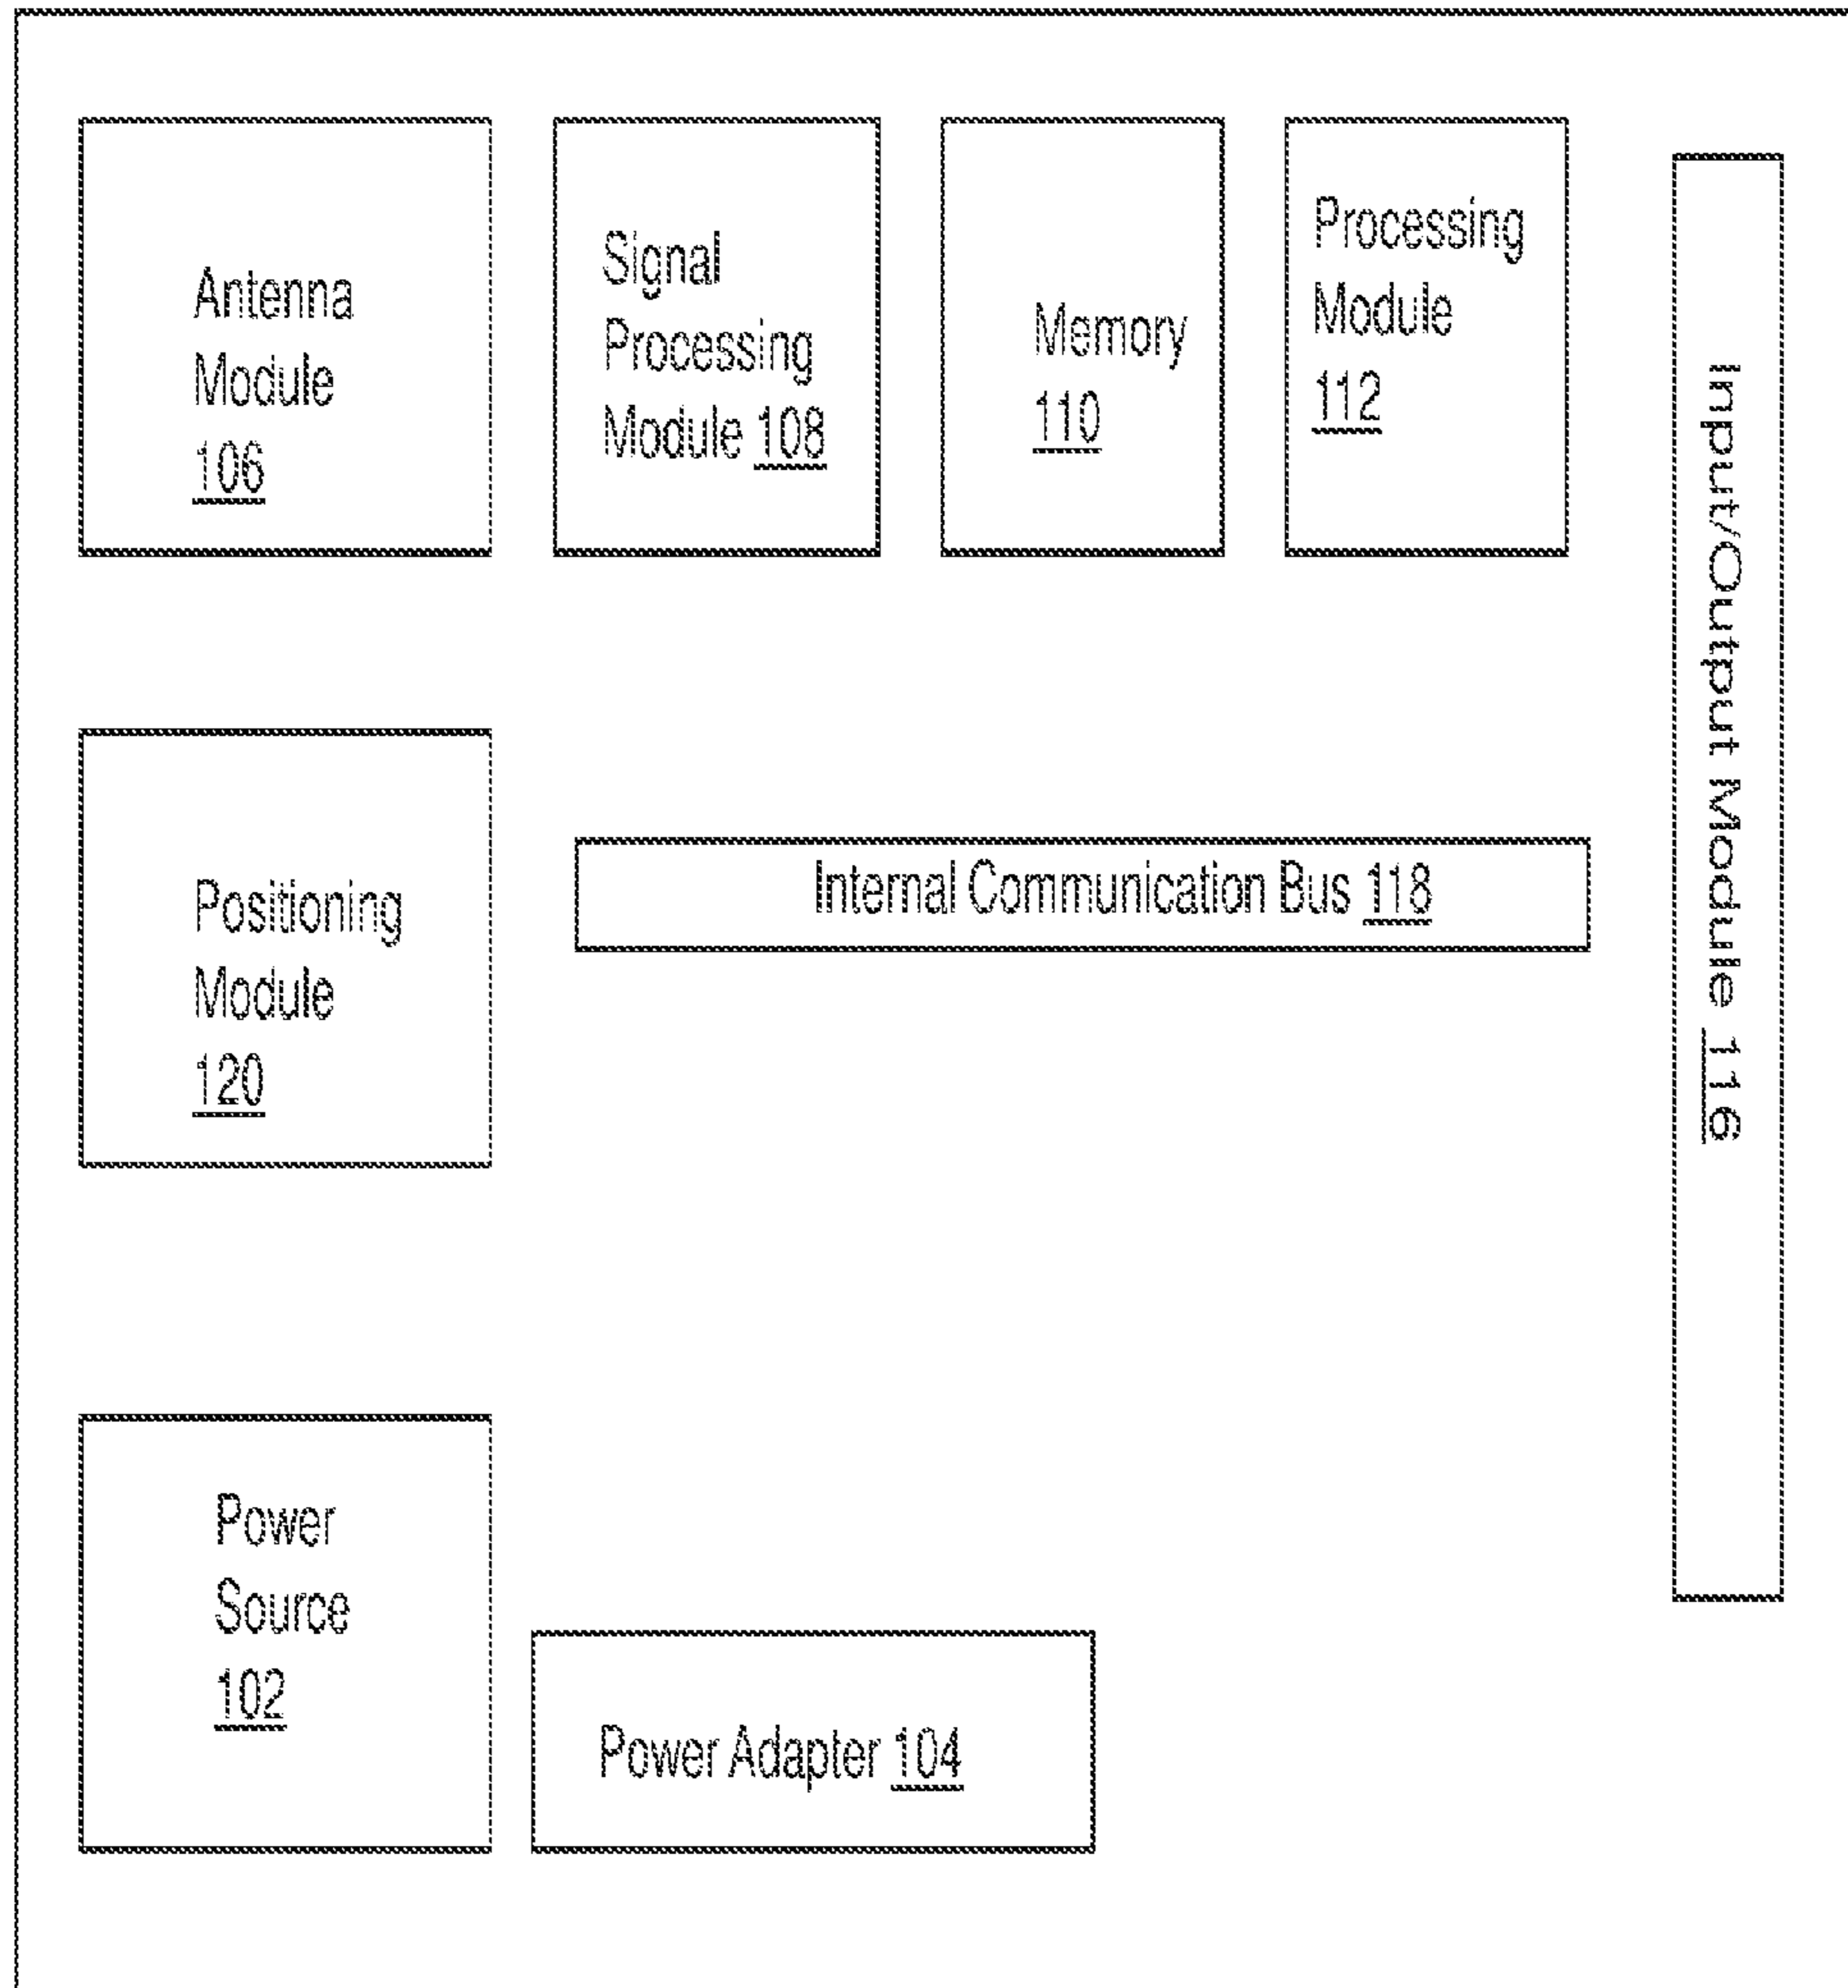 Antenna
Module
106
Signal
Processing
Module 108
Memory
110
Processing
Module
112
Input/Output Module 116
Positioning
Module
120
Internal Communication Bus 118
Power
Source
102
Power Adapter 104